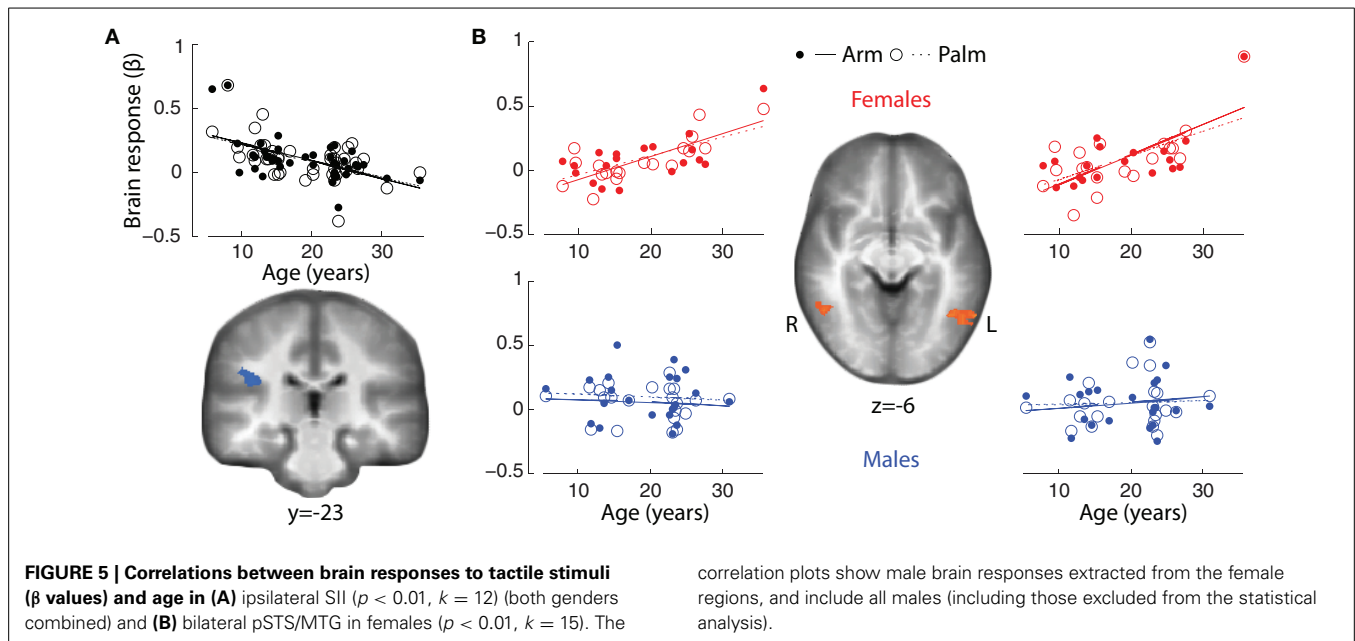 A
B
1
0.5
0
−0.5
Brain response (β)
10 20 30
Age (years)
y=-23
1
0.5
0
−0.5
10 20 30
Arm Palm
Females
10 20 30
R L
z=-6
Males
1
0.5
0
−0.5
10 20 30
Age (years)
10 20 30
Age (years)
FIGURE 5 | Correlations between brain responses to tactile stimuli
(β values) and age in (A) ipsilateral SII (p < 0.01, k = 12) (both genders
combined) and (B) bilateral pSTS/MTG in females (p < 0.01, k = 15). The
correlation plots show male brain responses extracted from the female
regions, and include all males (including those excluded from the statistical
analysis).